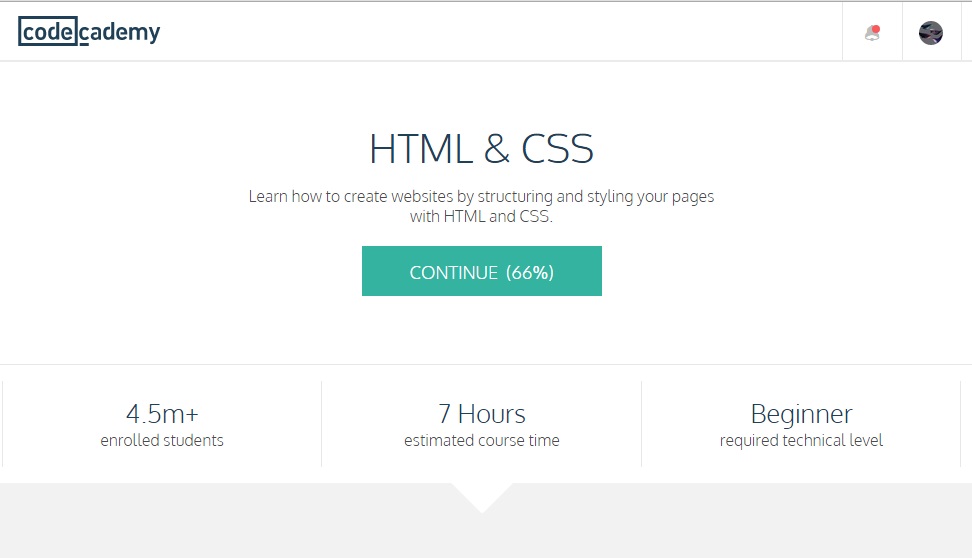 codecademy
HTML & CSS
Learn how to create websites by structuring and styling your pages
with HTML and CSS.
CONTINUE (66%)
4.5m+
enrolled students
7 Hours
estimated course time
Beginner
required technical level